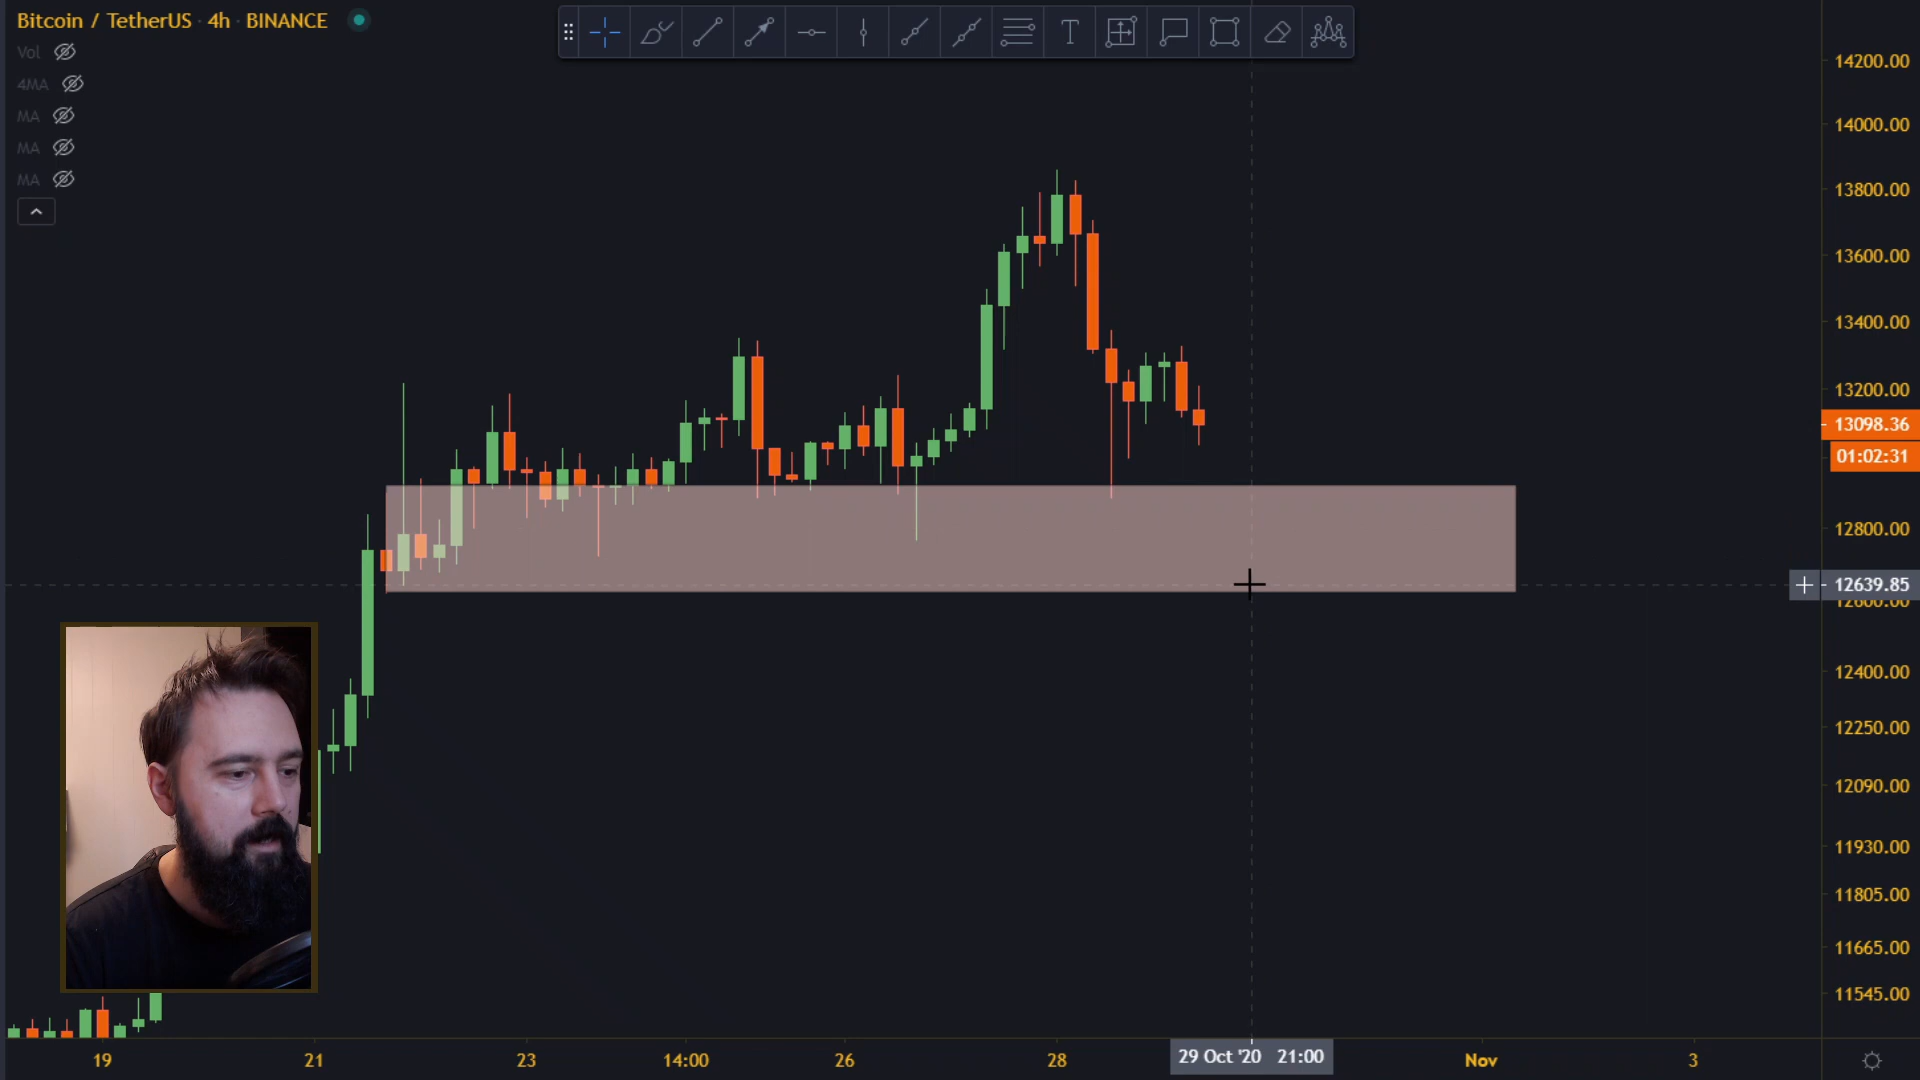 Bitcoin / TetherUS · 4h · BINANCE
Vol
4MA
MA
MA
MA
T
14200.00
14000.00
13800.00
13600.00
13400.00
13200.00
13098.36
01:02:31
12800.00
12639.85
12600.00
12400.00
12250.00
12090.00
11930.00
11805.00
11665.00
11545.00
19
21
23
14:00
26
28
29 Oct '20 21:00
Nov
3